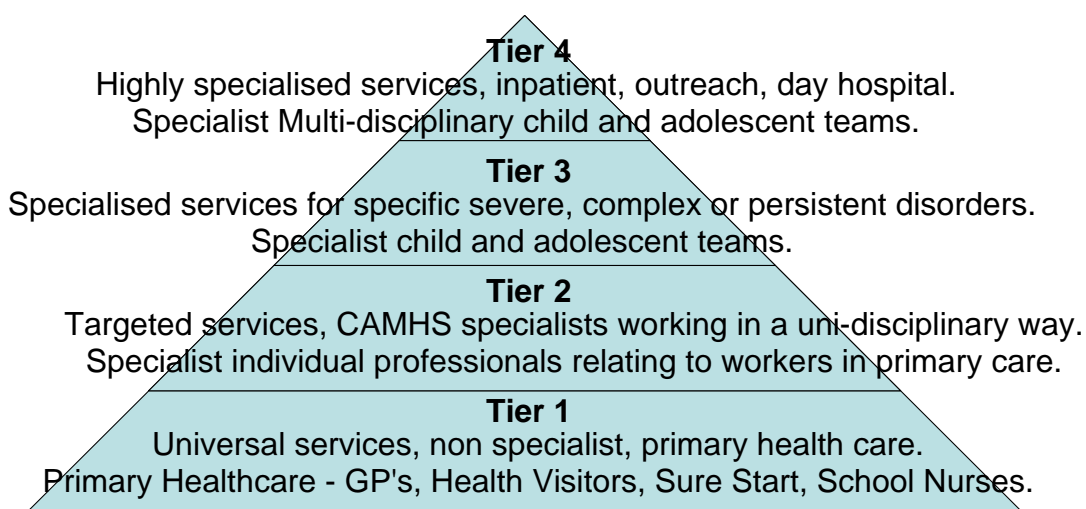 Tier 4
Highly specialised services, inpatient, outreach, day hospital.
Specialist Multi-disciplinary child and adolescent teams.
Tier 3
Specialised services for specific severe, complex or persistent disorders.
Specialist child and adolescent teams.
Tier 2
Targeted services, CAMHS specialists working in a uni-disciplinary way.
Specialist individual professionals relating to workers in primary care.
Tier 1
Universal services, non specialist, primary health care.
Primary Healthcare - GP's, Health Visitors, Sure Start, School Nurses.